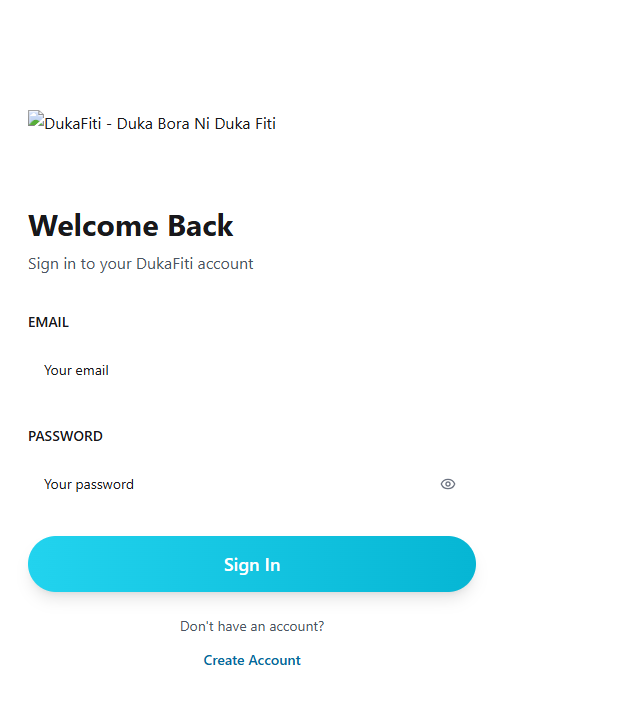 DukaFiti - Duka Bora Ni Duka Fiti
Welcome Back
Sign in to your DukaFiti account
EMAIL
Your email
PASSWORD
Your password
Sign In
Don't have an account?
Create Account